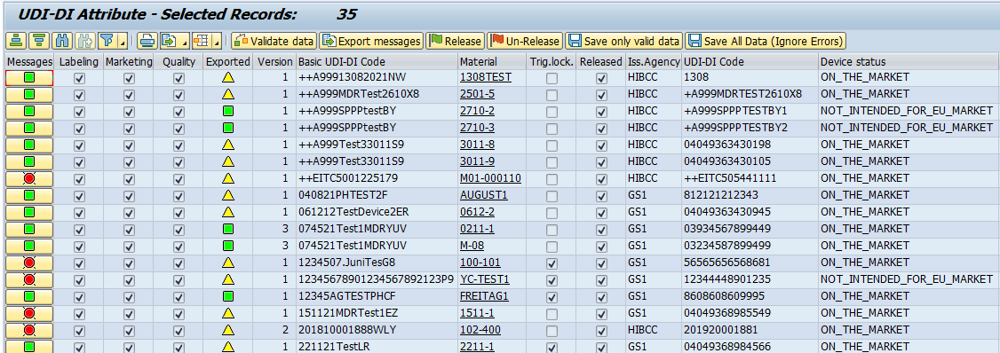 UDI-DI Attribute - Selected Records: 35
Validate data Export messages Release Un-Release Save only valid data Save All Data (Ignore Errors)
Messages Labeling Marketing Quality Exported Version Basic UDI-DI Code Material Trig.lock. Released Iss.Agency UDI-DI Code Device status
1 ++A99913082021NW 1308TEST HIBCC 1308 ON_THE_MARKET
1 ++A999MDRTest2610X8 2501-5 HIBCC +A999MDRTEST2610X8 ON_THE_MARKET
1 ++A999SPPPtestBY 2710-2 HIBCC +A999SPPPTESTBY1 NOT_INTENDED_FOR_EU_MARKET
1 ++A999SPPPtestBY 2710-3 HIBCC +A999SPPPTESTBY2 NOT_INTENDED_FOR_EU_MARKET
1 ++A999Test33011S9 3011-8 HIBCC 04049363430198 ON_THE_MARKET
1 ++A999Test33011S9 3011-9 HIBCC 04049363430105 ON_THE_MARKET
1 ++EITC5001225179 M01-000110 HIBCC ++EITC505441111 ON_THE_MARKET
1 040821PHTEST2F AUGUST1 GS1 812121212343 ON_THE_MARKET
1 061212TestDevice2ER 0612-2 GS1 04049363430945 ON_THE_MARKET
3 074521Test1MDRYUV 0211-1 GS1 03934567899449 ON_THE_MARKET
3 074521Test1MDRYUV M-08 GS1 03234587899499 ON_THE_MARKET
1 1234507.JuniTesG8 100-101 GS1 56565656568681 ON_THE_MARKET
1 12345678901234567892123P9 YC-TEST1 GS1 12344448901235 NOT_INTENDED_FOR_EU_MARKET
1 12345AGTESTPHCF FREITAG1 GS1 8608608609995 ON_THE_MARKET
1 151121MDRTest1EZ 1511-1 GS1 04049368985549 ON_THE_MARKET
2 201810001888WLY 102-400 HIBCC 201920001881 ON_THE_MARKET
1 221121TestLR 2211-1 GS1 04049368984566 ON_THE_MARKET